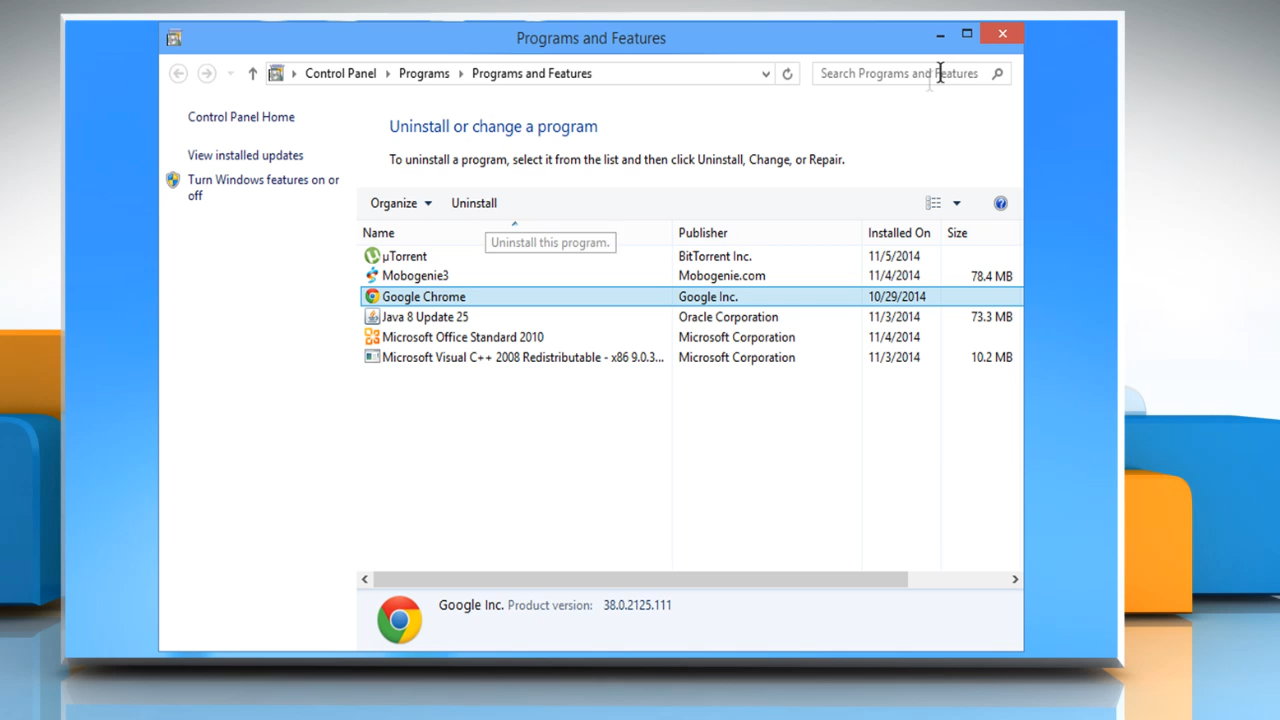 Programs and Features
Control Panel Programs Programs and Features
Search Programs and Features
Control Panel Home
View installed updates
Turn Windows features on or
off
Uninstall or change a program
To uninstall a program, select it from the list and then click Uninstall, Change, or Repair.
Organize Uninstall
Name Publisher Installed On Size
Uninstall this program.
µTorrent BitTorrent Inc. 11/5/2014
Mobogenie3 Mobogenie.com 11/4/2014 78.4 MB
Google Chrome Google Inc. 10/29/2014
Java 8 Update 25 Oracle Corporation 11/3/2014 73.3 MB
Microsoft Office Standard 2010 Microsoft Corporation 11/4/2014
Microsoft Visual C++ 2008 Redistributable - x86 9.0.3... Microsoft Corporation 11/3/2014 10.2 MB
Google Inc. Product version: 38.0.2125.111